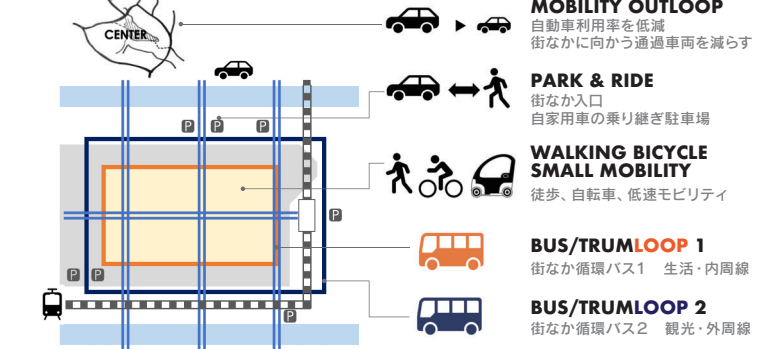 MOBILITY OUTLOOP
自動車利用率を低減
街なかに向かう通過車両を減らす
CENTER
PARK & RIDE
街なか入口
自家用車の乗り継ぎ駐車場
P P P
WALKING BICYCLE
SMALL MOBILITY
徒歩、自転車、低速モビリティ
P
BUS/TRUMLOOP 1
街なか循環バス1　生活・内周線
P P
BUS/TRUMLOOP 2
街なか循環バス2　観光・外周線
P